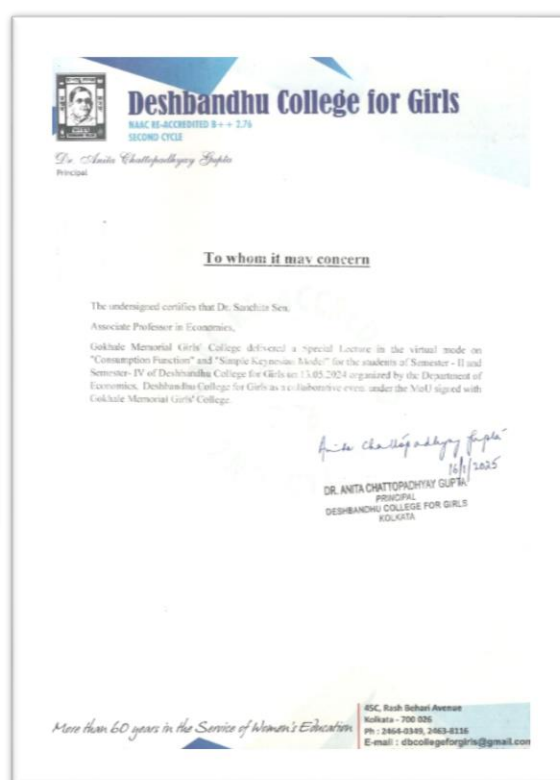 Deshbandhu College for Girls
NAAC RE-ACCREDITED B++ 2.76
SECOND CYCLE
Dr. Anita Chattopadhyay Gupta
Principal
To whom it may concern
The undersigned certifies that Dr. Sanchita Sen,
Associate Professor in Economics,
Gokhale Memorial Girls' College delivered a Special Lecture in the virtual mode on
"Consumption Function" and "Simple Keynesian Model" for the students of Semester - II and
Semester- IV of Deshbandhu College for Girls on 13.05.2024 organized by the Department of
Economics, Deshbandhu College for Girls as a collaborative event under the MoU signed with
Gokhale Memorial Girls' College.
Anita Chattopadhyay Gupta
16/1/2025
DR. ANITA CHATTOPADHYAY GUPTA
PRINCIPAL
DESHBANDHU COLLEGE FOR GIRLS
KOLKATA
More than 60 years in the Service of Women's Education
45C, Rash Behari Avenue
Kolkata - 700 026
Ph : 2464-0349, 2463-8116
E-mail : dbcollegeforgirls@gmail.com